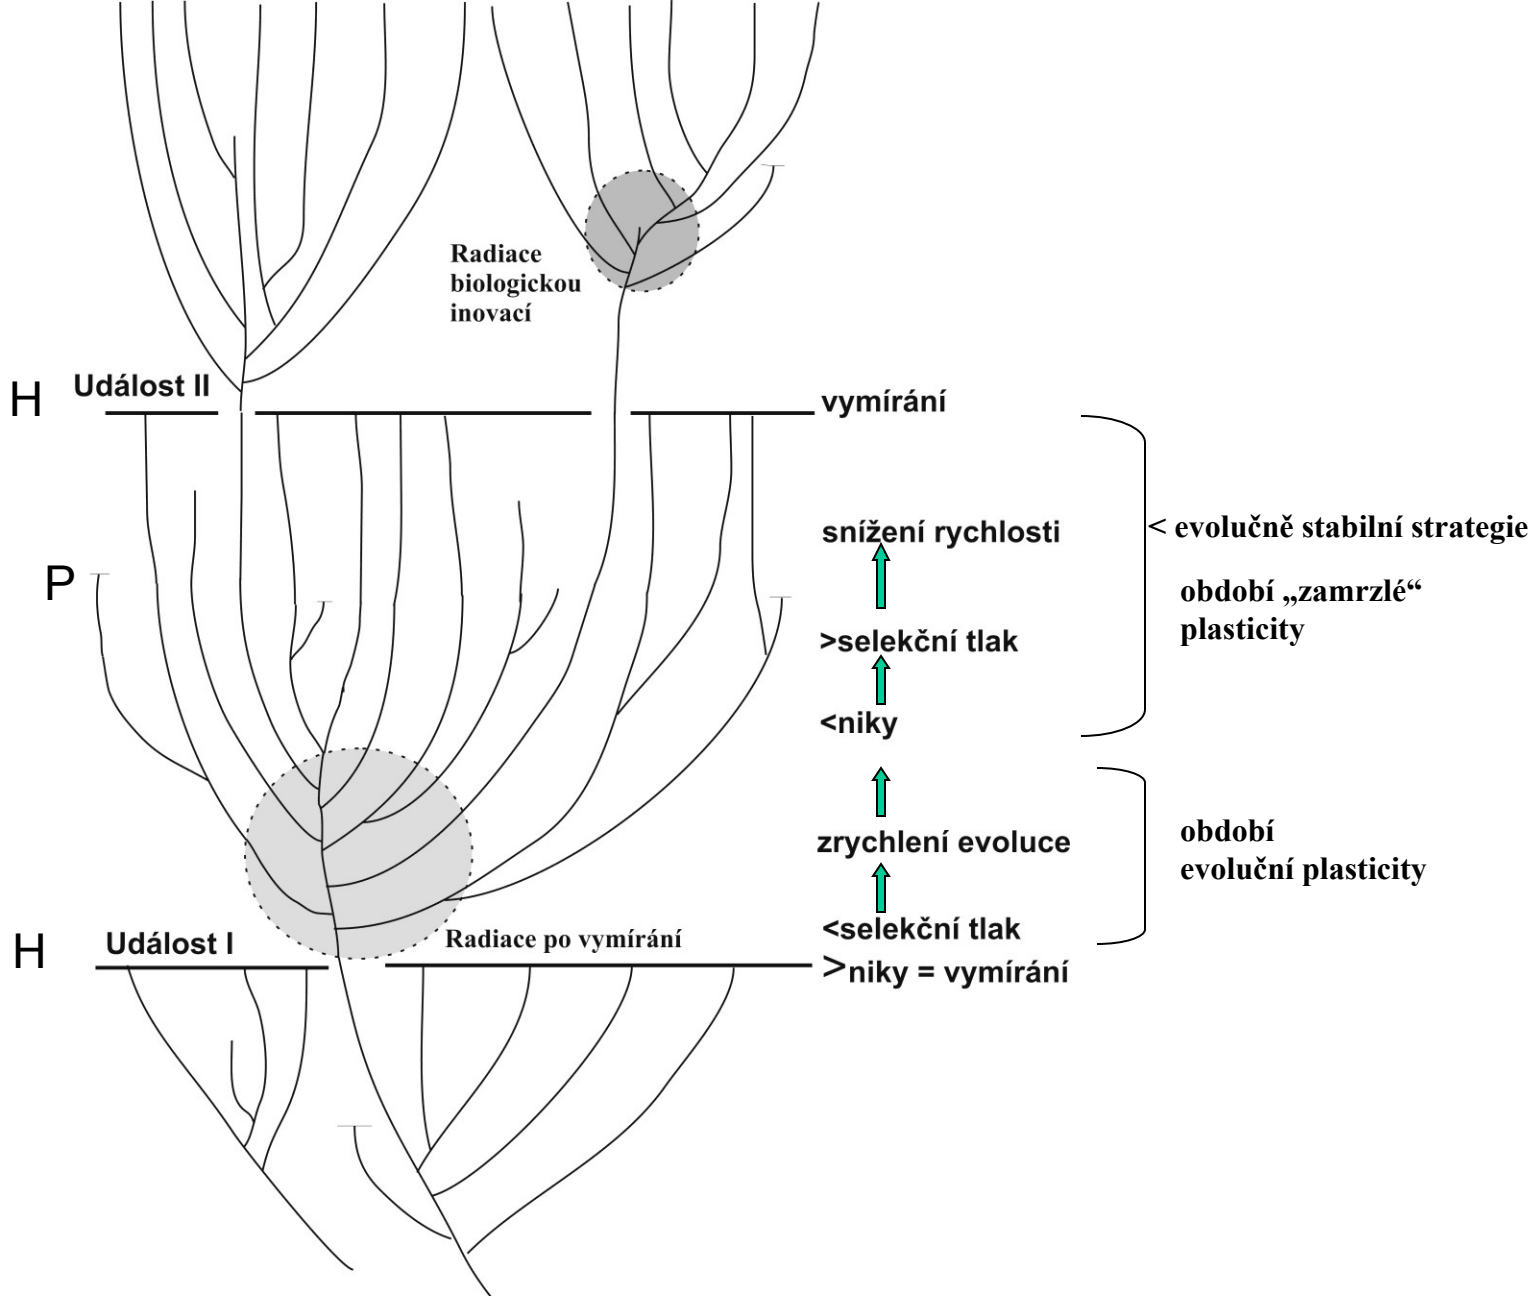 Radiace
biologickou
inovací
H
Událost II
vymírání
snížení rychlosti
< evolučně stabilní strategie
P
období „zamrzlé“
plasticity
>selekční tlak
<niky
zrychlení evoluce
období
evoluční plasticity
H
Událost I
Radiace po vymírání
<selekční tlak
>niky = vymírání